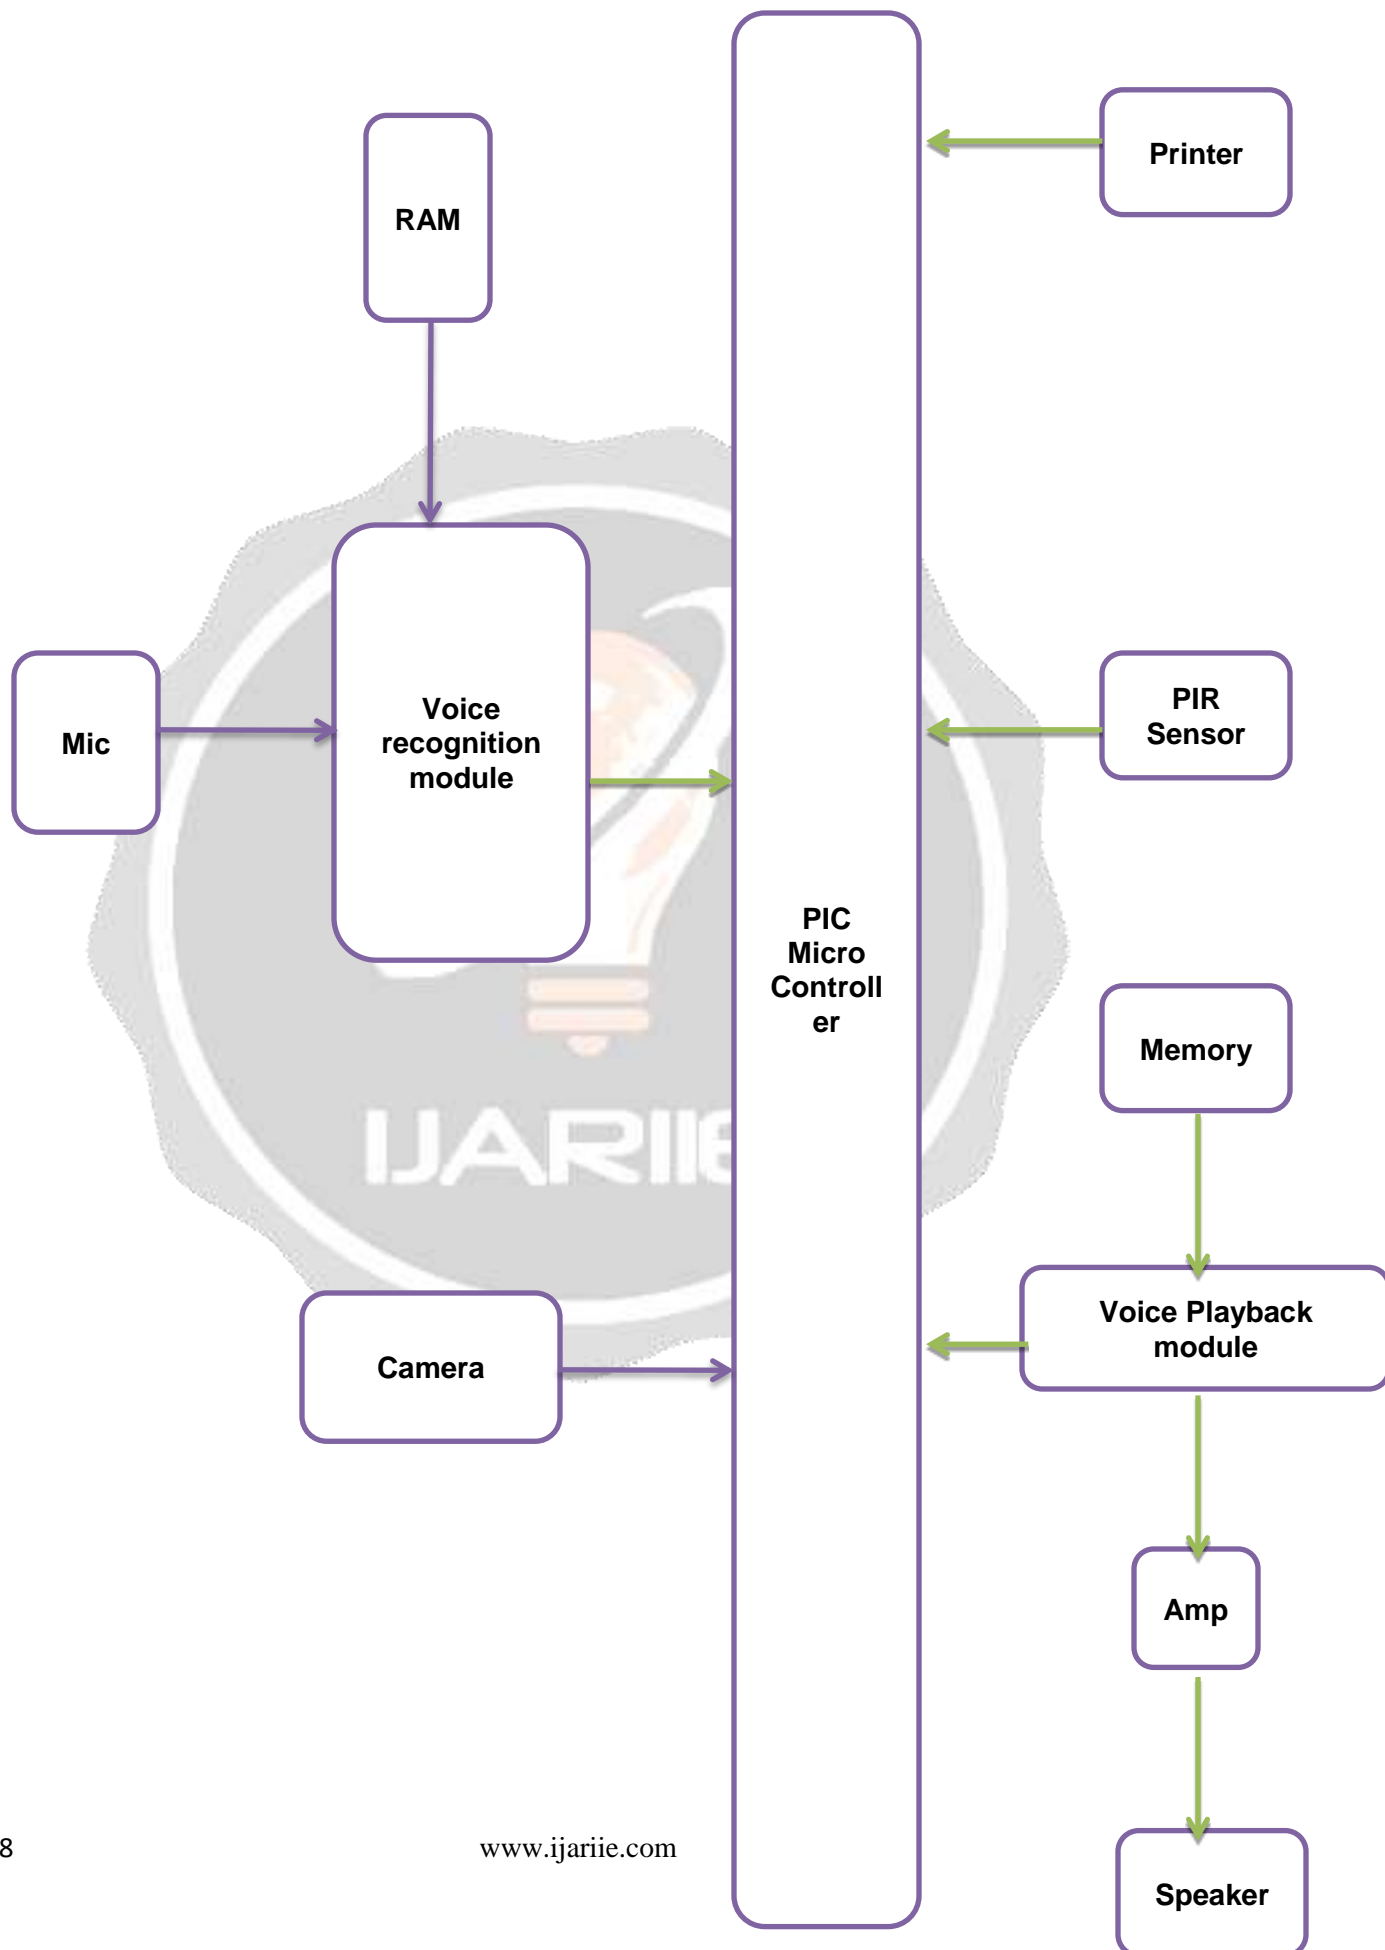 Printer
RAM
PIR
Sensor
Mic
Voice
recognition
module
PIC
Micro
Controll
er
Memory
IJARIIE
Voice Playback
module
Camera
Amp
8
www.ijariie.com
Speaker